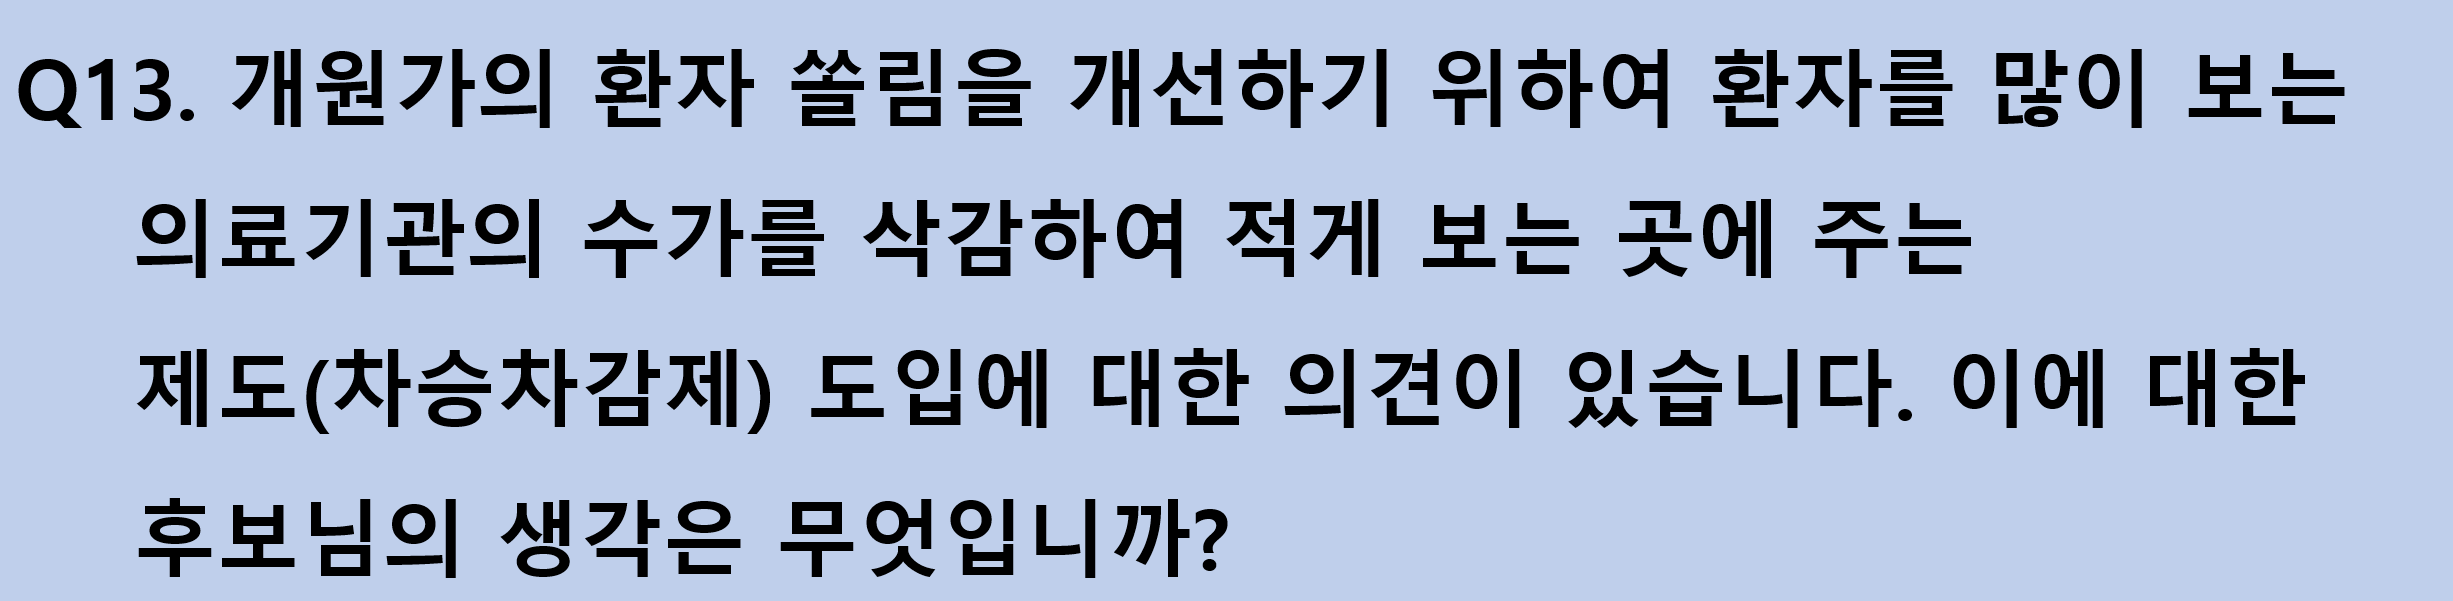 Q13. 개원가의 환자 쏠림을 개선하기 위하여 환자를 많이 보는
의료기관의 수가를 삭감하여 적게 보는 곳에 주는
제도(차승차감제) 도입에 대한 의견이 있습니다. 이에 대한
후보님의 생각은 무엇입니까?